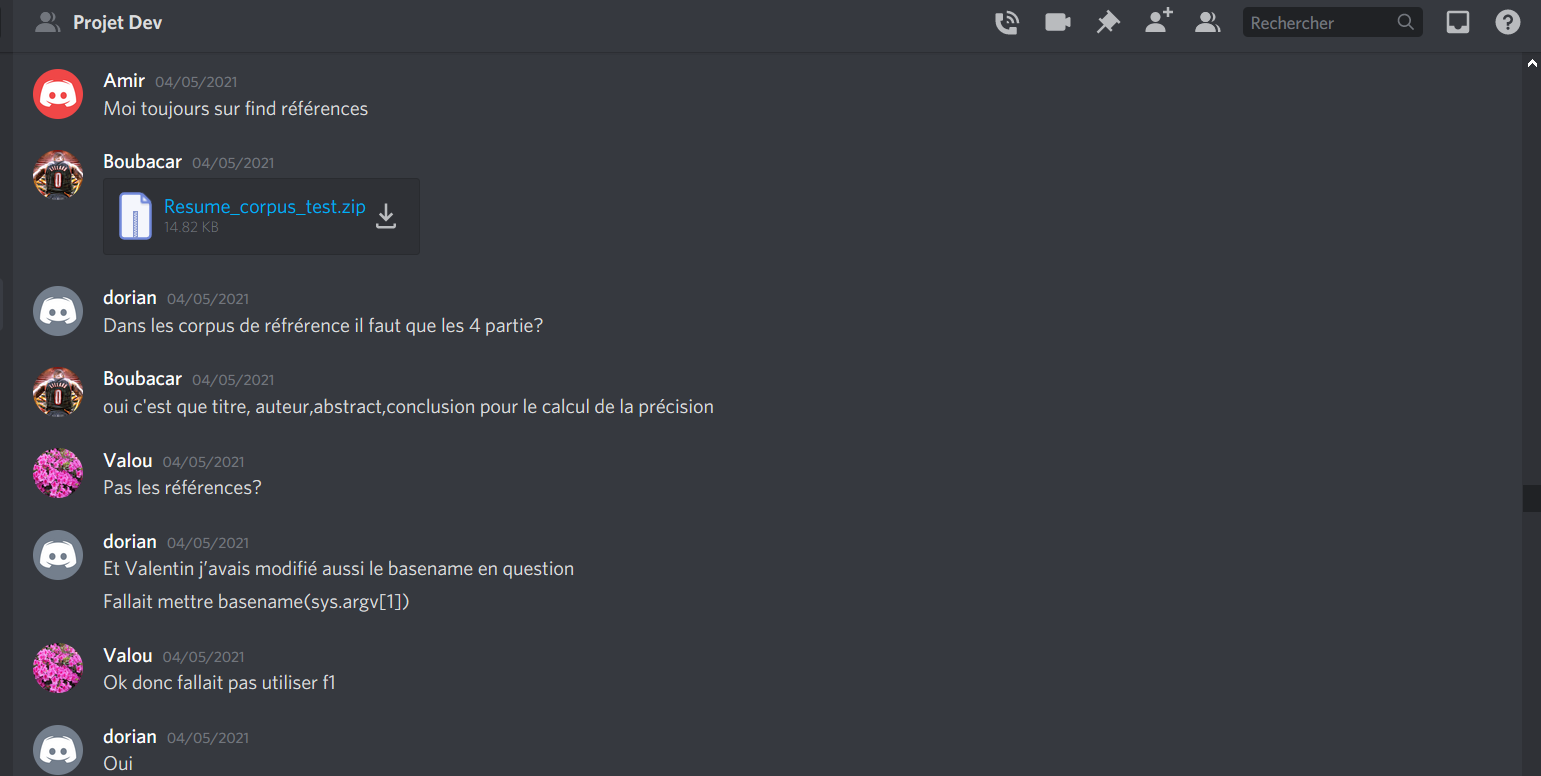 Projet Dev
Rechercher
Amir 04/05/2021
Moi toujours sur find références
Boubacar 04/05/2021
Resume_corpus_test.zip
14.82 KB
dorian 04/05/2021
Dans les corpus de réfrérence il faut que les 4 partie?
Boubacar 04/05/2021
oui c'est que titre, auteur,abstract,conclusion pour le calcul de la précision
Valou 04/05/2021
Pas les références?
dorian 04/05/2021
Et Valentin j’avais modifié aussi le basename en question
Fallait mettre basename(sys.argv[1])
Valou 04/05/2021
Ok donc fallait pas utiliser f1
dorian 04/05/2021
Oui